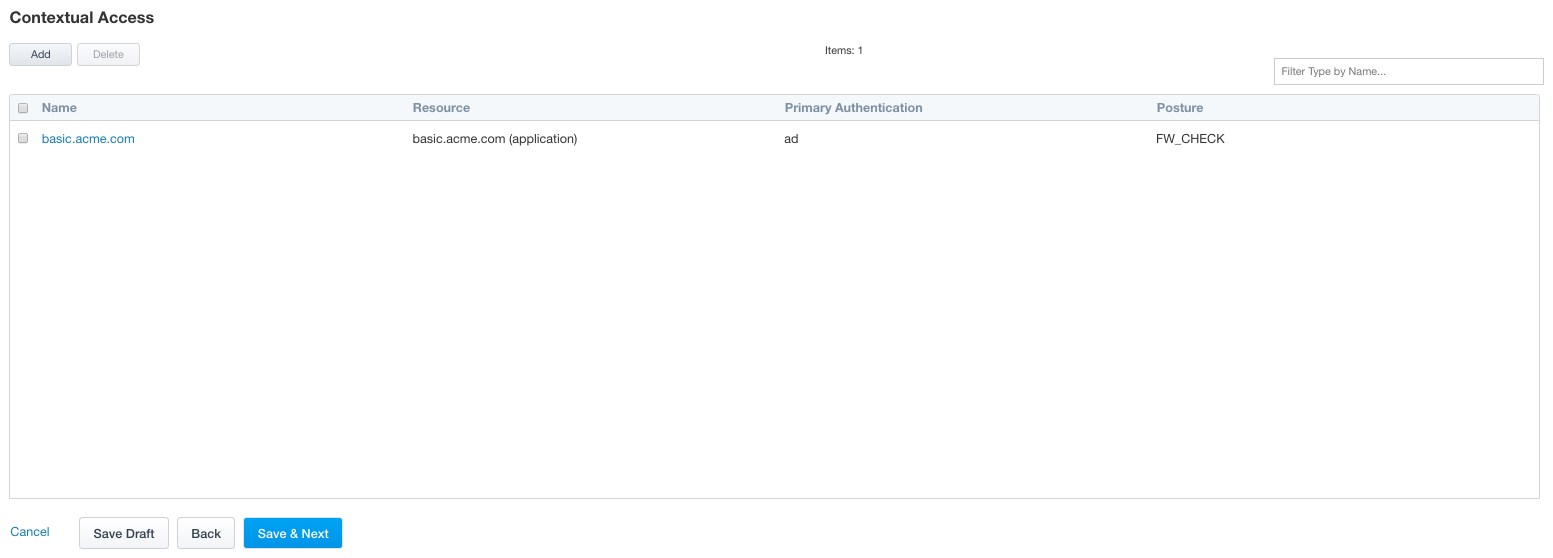 Contextual Access
Add Delete Items: 1
Filter Type by Name...
Name Resource Primary Authentication Posture
basic.acme.com basic.acme.com (application) ad FW_CHECK
Cancel Save Draft Back Save & Next